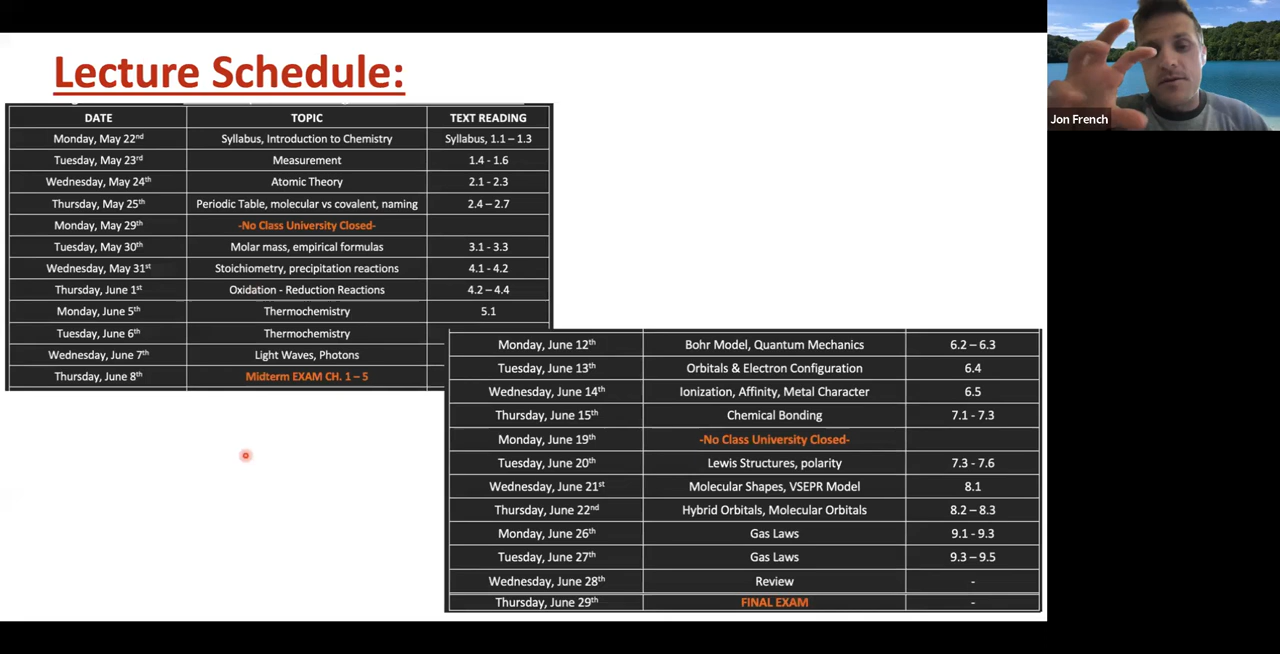 Lecture Schedule:
DATE TOPIC TEXT READING
Monday, May 22nd Syllabus, Introduction to Chemistry Syllabus, 1.1 – 1.3
Tuesday, May 23rd Measurement 1.4 - 1.6
Wednesday, May 24th Atomic Theory 2.1 - 2.3
Thursday, May 25th Periodic Table, molecular vs covalent, naming 2.4 – 2.7
Monday, May 29th -No Class University Closed-
Tuesday, May 30th Molar mass, empirical formulas 3.1 - 3.3
Wednesday, May 31st Stoichiometry, precipitation reactions 4.1 - 4.2
Thursday, June 1st Oxidation - Reduction Reactions 4.2 – 4.4
Monday, June 5th Thermochemistry 5.1
Tuesday, June 6th Thermochemistry
Wednesday, June 7th Light Waves, Photons
Thursday, June 8th Midterm EXAM CH. 1 – 5
Monday, June 12th Bohr Model, Quantum Mechanics 6.2 – 6.3
Tuesday, June 13th Orbitals & Electron Configuration 6.4
Wednesday, June 14th Ionization, Affinity, Metal Character 6.5
Thursday, June 15th Chemical Bonding 7.1 - 7.3
Monday, June 19th -No Class University Closed-
Tuesday, June 20th Lewis Structures, polarity 7.3 - 7.6
Wednesday, June 21st Molecular Shapes, VSEPR Model 8.1
Thursday, June 22nd Hybrid Orbitals, Molecular Orbitals 8.2 – 8.3
Monday, June 26th Gas Laws 9.1 - 9.3
Tuesday, June 27th Gas Laws 9.3 – 9.5
Wednesday, June 28th Review -
Thursday, June 29th FINAL EXAM -
Jon French